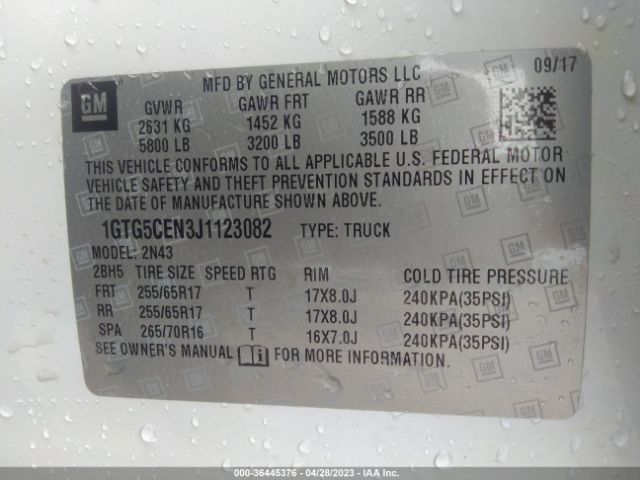 GM
MFD BY GENERAL MOTORS LLC 09/17
GVWR GAWR FRT GAWR RR
2631 KG 1452 KG 1588 KG
5800 LB 3200 LB 3500 LB
THIS VEHICLE CONFORMS TO ALL APPLICABLE U.S. FEDERAL MOTOR
VEHICLE SAFETY AND THEFT PREVENTION STANDARDS IN EFFECT ON
THE DATE OF MANUFACTURE SHOWN ABOVE.
1GTG5CEN3J1123082 TYPE: TRUCK
MODEL: 2N43
2BH5 TIRE SIZE SPEED RTG RIM COLD TIRE PRESSURE
FRT 255/65R17 T 17X8.0J 240KPA(35PSI)
RR 255/65R17 T 17X8.0J 240KPA(35PSI)
SPA 265/70R16 T 16X7.0J 240KPA(35PSI)
SEE OWNER'S MANUAL FOR MORE INFORMATION.
000-36445376 - 04/28/2023 - IAA Inc.